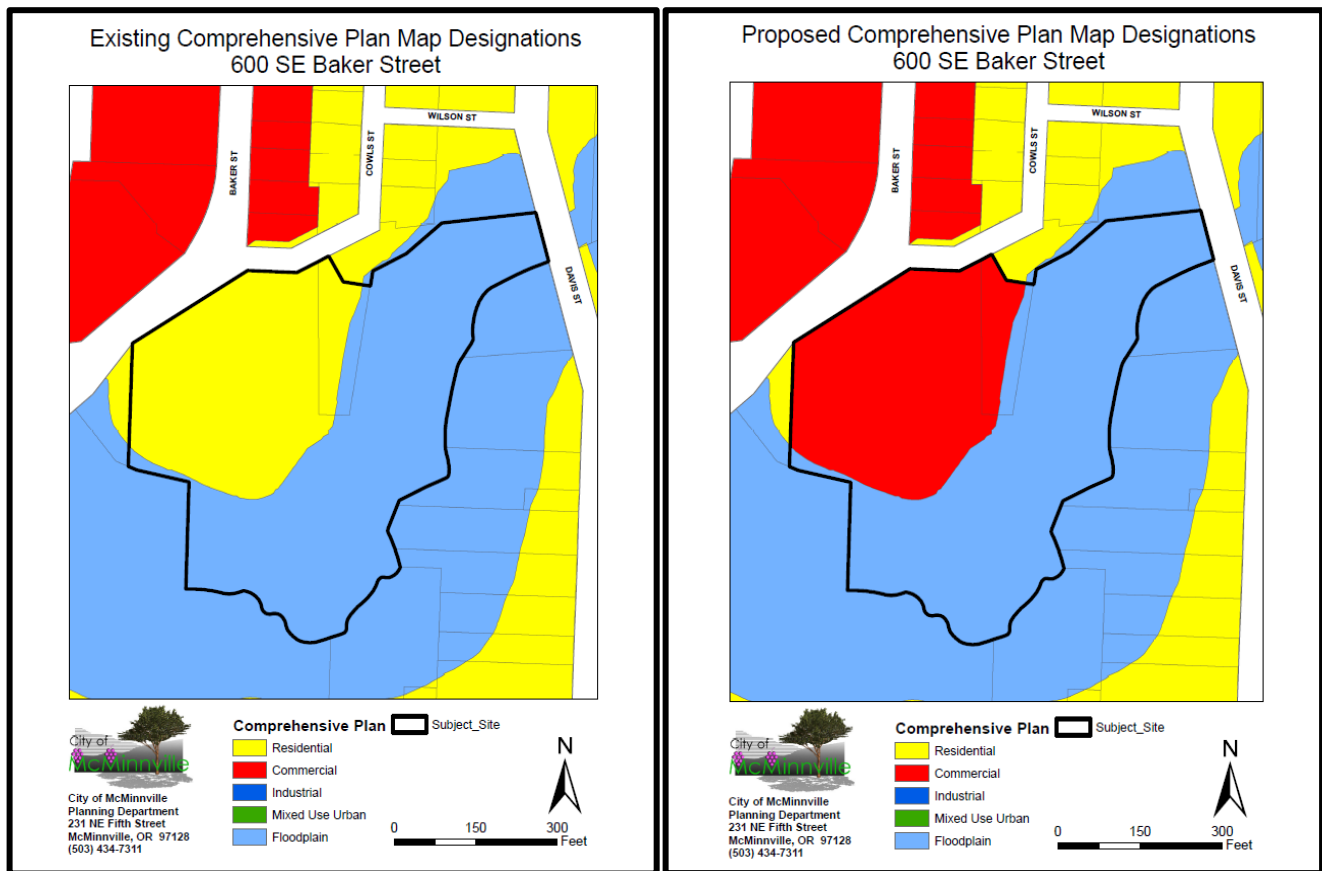 Existing Comprehensive Plan Map Designations
600 SE Baker Street
WILSON ST
COWLS ST
BAKER ST
DAVIS ST
City of
McMinnville
City of McMinnville
Planning Department
231 NE Fifth Street
McMinnville, OR 97128
(503) 434-7311
Comprehensive Plan
Subject_Site
Residential
Commercial
Industrial
Mixed Use Urban
Floodplain
N
0 150 300
Feet
Proposed Comprehensive Plan Map Designations
600 SE Baker Street
WILSON ST
COWLS ST
BAKER ST
DAVIS ST
City of
McMinnville
City of McMinnville
Planning Department
231 NE Fifth Street
McMinnville, OR 97128
(503) 434-7311
Comprehensive Plan
Subject_Site
Residential
Commercial
Industrial
Mixed Use Urban
Floodplain
N
0 150 300
Feet